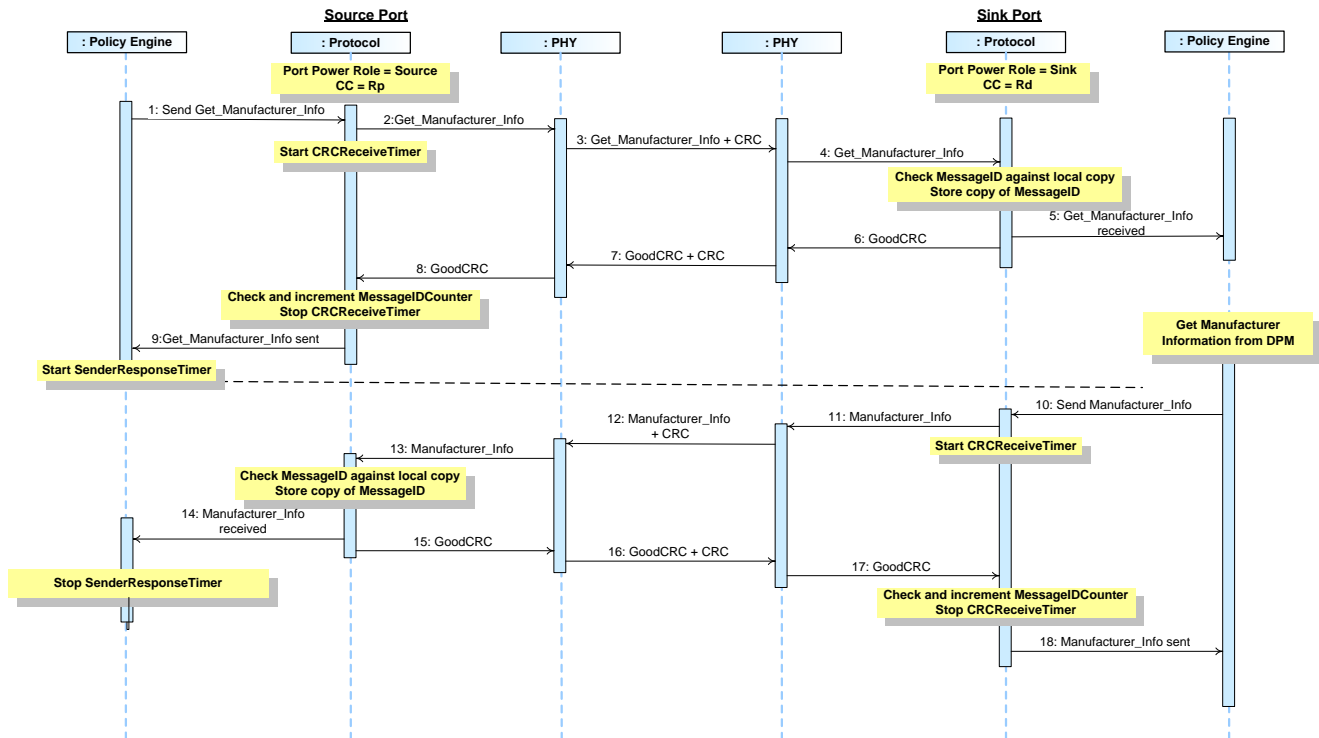 Source Port
Sink Port
: Policy Engine
: Protocol
: PHY
: PHY
: Protocol
: Policy Engine
Port Power Role = Source
CC = Rp
Port Power Role = Sink
CC = Rd
1: Send Get_Manufacturer_Info
2:Get_Manufacturer_Info
3: Get_Manufacturer_Info + CRC
Start CRCReceiveTimer
4: Get_Manufacturer_Info
Check MessageID against local copy
Store copy of MessageID
5: Get_Manufacturer_Info
received
6: GoodCRC
7: GoodCRC + CRC
8: GoodCRC
Check and increment MessageIDCounter
Stop CRCReceiveTimer
9:Get_Manufacturer_Info sent
Get Manufacturer
Information from DPM
Start SenderResponseTimer
10: Send Manufacturer_Info
11: Manufacturer_Info
12: Manufacturer_Info
+ CRC
Start CRCReceiveTimer
13: Manufacturer_Info
Check MessageID against local copy
Store copy of MessageID
14: Manufacturer_Info
received
15: GoodCRC
16: GoodCRC + CRC
17: GoodCRC
Stop SenderResponseTimer
Check and increment MessageIDCounter
Stop CRCReceiveTimer
18: Manufacturer_Info sent